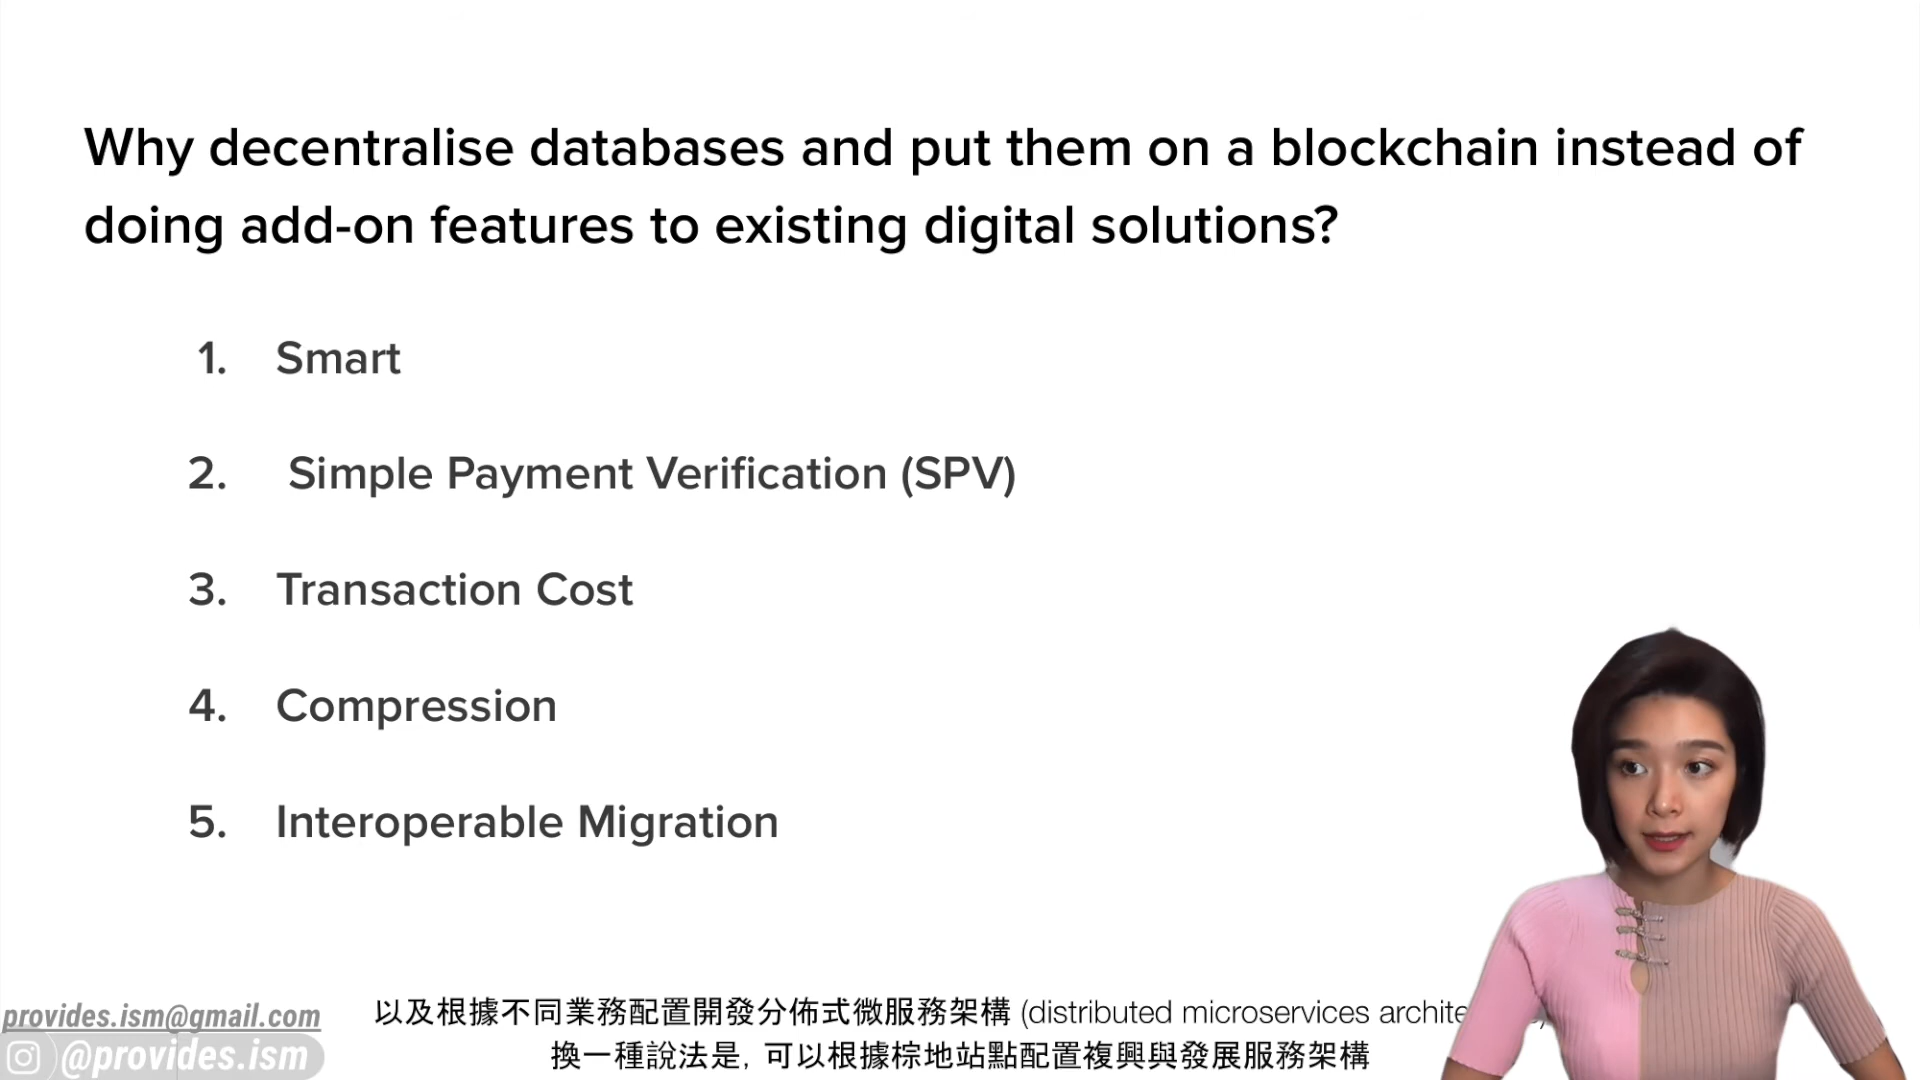 Why decentralise databases and put them on a blockchain instead of
doing add-on features to existing digital solutions?
1. Smart
2. Simple Payment Verification (SPV)
3. Transaction Cost
4. Compression
5. Interoperable Migration
以及根據不同業務配置開發分佈式微服務架構 (distributed microservices
換一種說法是, 可以根據棕地站點配置複興與發展服務架構
provides.ism@gmail.com
@provides.ism